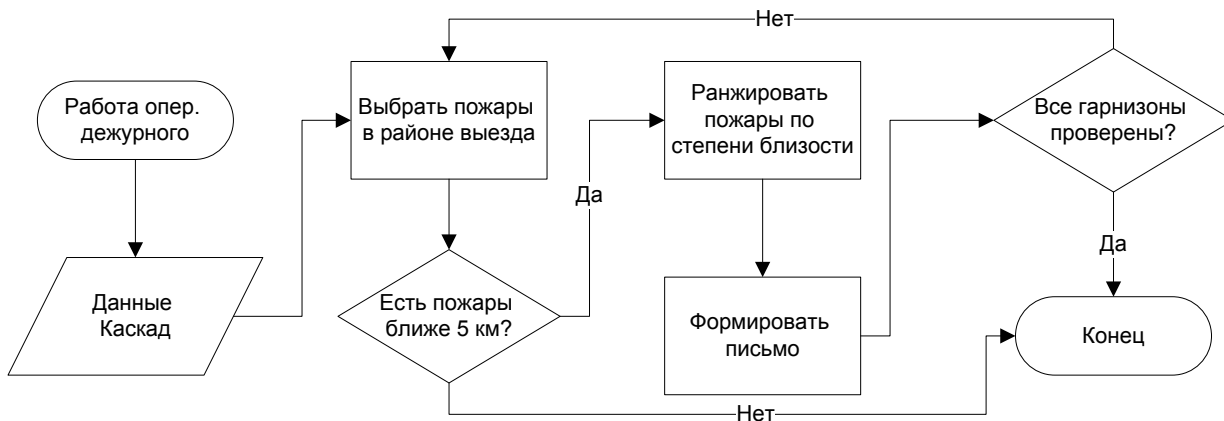 Нет
Работа опер.
дежурного
Выбрать пожары
в районе выезда
Ранжировать
пожары по
степени близости
Все гарнизоны
проверены?
Да
Да
Данные
Каскад
Есть пожары
ближе 5 км?
Формировать
письмо
Конец
Нет